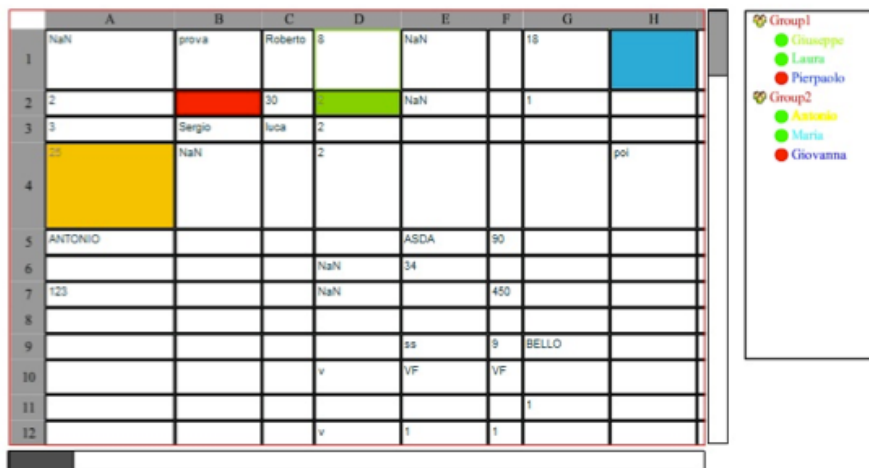 A B C D E F G H
1 NaN prova Roberto 8 NaN 18
2 2 30 2 NaN 1
3 3 Sergio luca 2
4 25 NaN 2 poi
5 ANTONIO ASDA 90
6 NaN 34
7 123 NaN 450
8
9 ss 9 BELLO
10 v VF VF
11 1
12 v 1 1
Group1
Giuseppe
Laura
Pierpaolo
Group2
Antonio
Maria
Giovanna